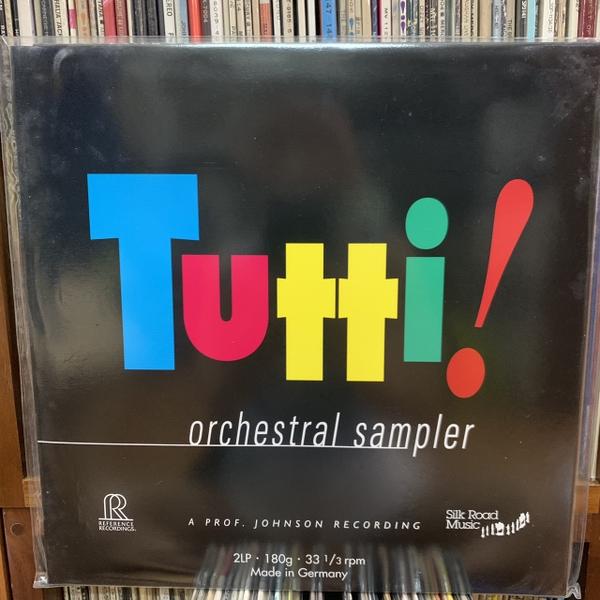 Tutti!
orchestral sampler
REFERENCE
RECORDINGS
A PROF. JOHNSON RECORDING
Silk Road
Music
2LP · 180g · 33 1/3 rpm
Made in Germany